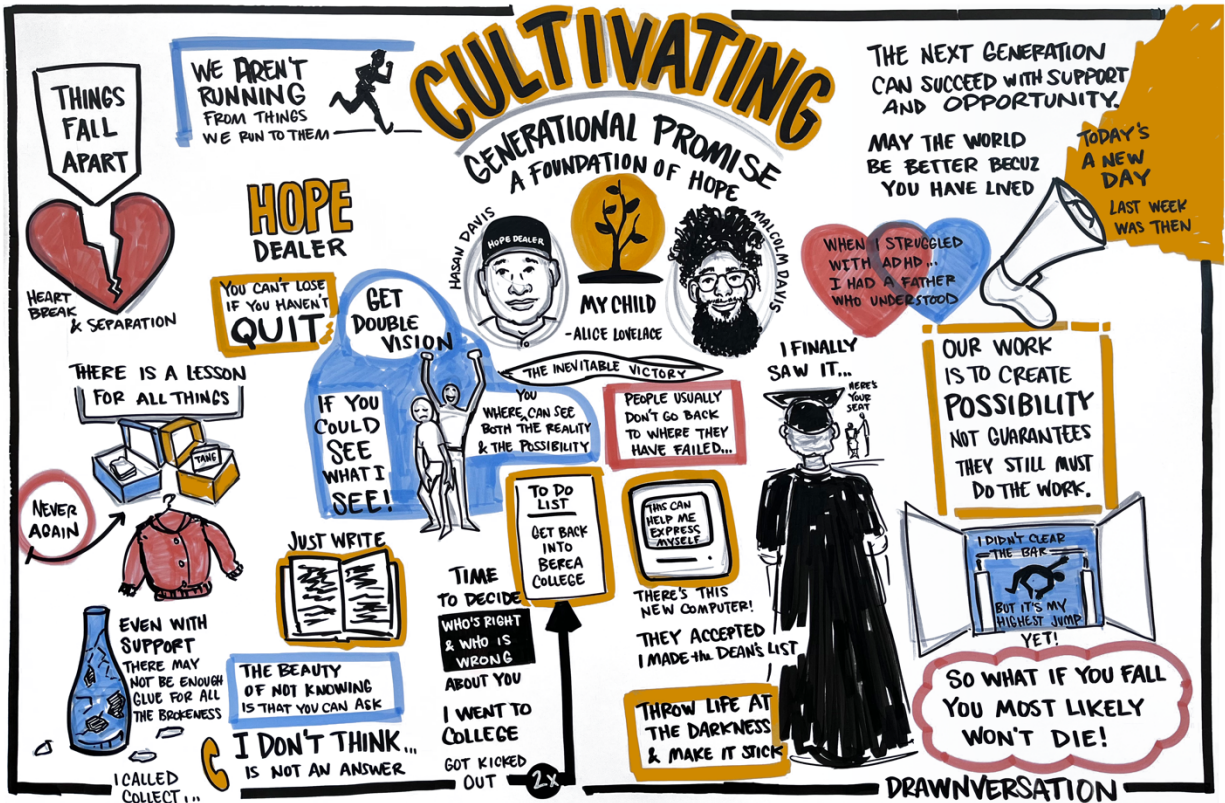 CULTIVATING
GENERATIONAL PROMISE
A FOUNDATION OF HOPE
THINGS
FALL
APART
HEART
BREAK
& SEPARATION
WE AREN'T
RUNNING
FROM THINGS
WE RUN TO THEM
HOPE
DEALER
YOU CAN'T LOSE
IF YOU HAVEN'T
QUIT
GET
DOUBLE
VISION
IF YOU
COULD
SEE
WHAT I
SEE!
YOU
WHERE CAN SEE
BOTH THE REALITY
& THE POSSIBILITY
HASAN DAVIS
HOPE DEALER
MY CHILD
-ALICE LOVELACE
MALCOLM DAVIS
THE INEVITABLE VICTORY
THE NEXT GENERATION
CAN SUCCEED WITH SUPPORT
AND OPPORTUNITY.
MAY THE WORLD
BE BETTER BECUZ
YOU HAVE LIVED
TODAY'S
A NEW
DAY
LAST WEEK
WAS THEN
WHEN I STRUGGLED
WITH ADHD...
I HAD A FATHER
WHO UNDERSTOOD
THERE IS A LESSON
FOR ALL THINGS
TANG
NEVER
AGAIN
EVEN WITH
SUPPORT
THERE MAY
NOT BE ENOUGH
GLUE FOR ALL
THE BROKENESS
I CALLED
COLLECT...
JUST WRITE
THE BEAUTY
OF NOT KNOWING
IS THAT YOU CAN ASK
I DON'T THINK...
IS NOT AN ANSWER
TIME
TO DECIDE
WHO'S RIGHT
& WHO IS
WRONG
ABOUT YOU
I WENT TO
COLLEGE
GOT KICKED
OUT
2x
TO DO
LIST
GET BACK
INTO
BEREA
COLLEGE
PEOPLE USUALLY
DON'T GO BACK
TO WHERE THEY
HAVE FAILED...
THIS CAN
HELP ME
EXPRESS
MYSELF
THERE'S THIS
NEW COMPUTER!
THEY ACCEPTED
I MADE the DEAN'S LIST
THROW LIFE AT
THE DARKNESS
& MAKE IT STICK
I FINALLY
SAW IT...
HERE'S
YOUR
SEAT
OUR WORK
IS TO CREATE
POSSIBILITY
NOT GUARANTEES
THEY STILL MUST
DO THE WORK.
I DIDN'T CLEAR
THE BAR
BUT IT'S MY
HIGHEST JUMP
YET!
SO WHAT IF YOU FALL
YOU MOST LIKELY
WON'T DIE!
DRAWNVERSATION